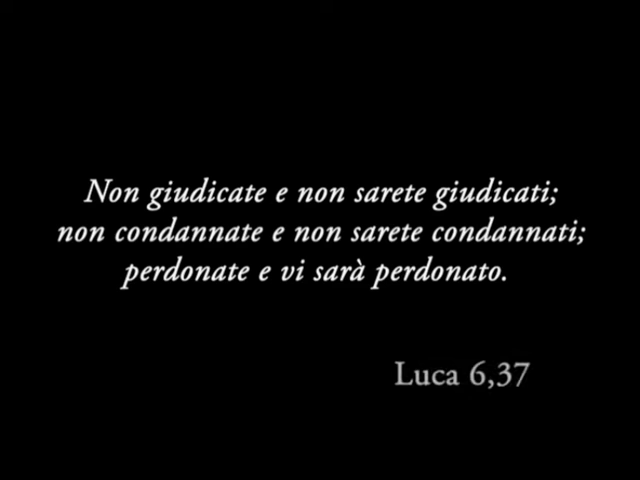 Non giudicate e non sarete giudicati;
non condannate e non sarete condannati;
perdonate e vi sarà perdonato.
Luca 6,37